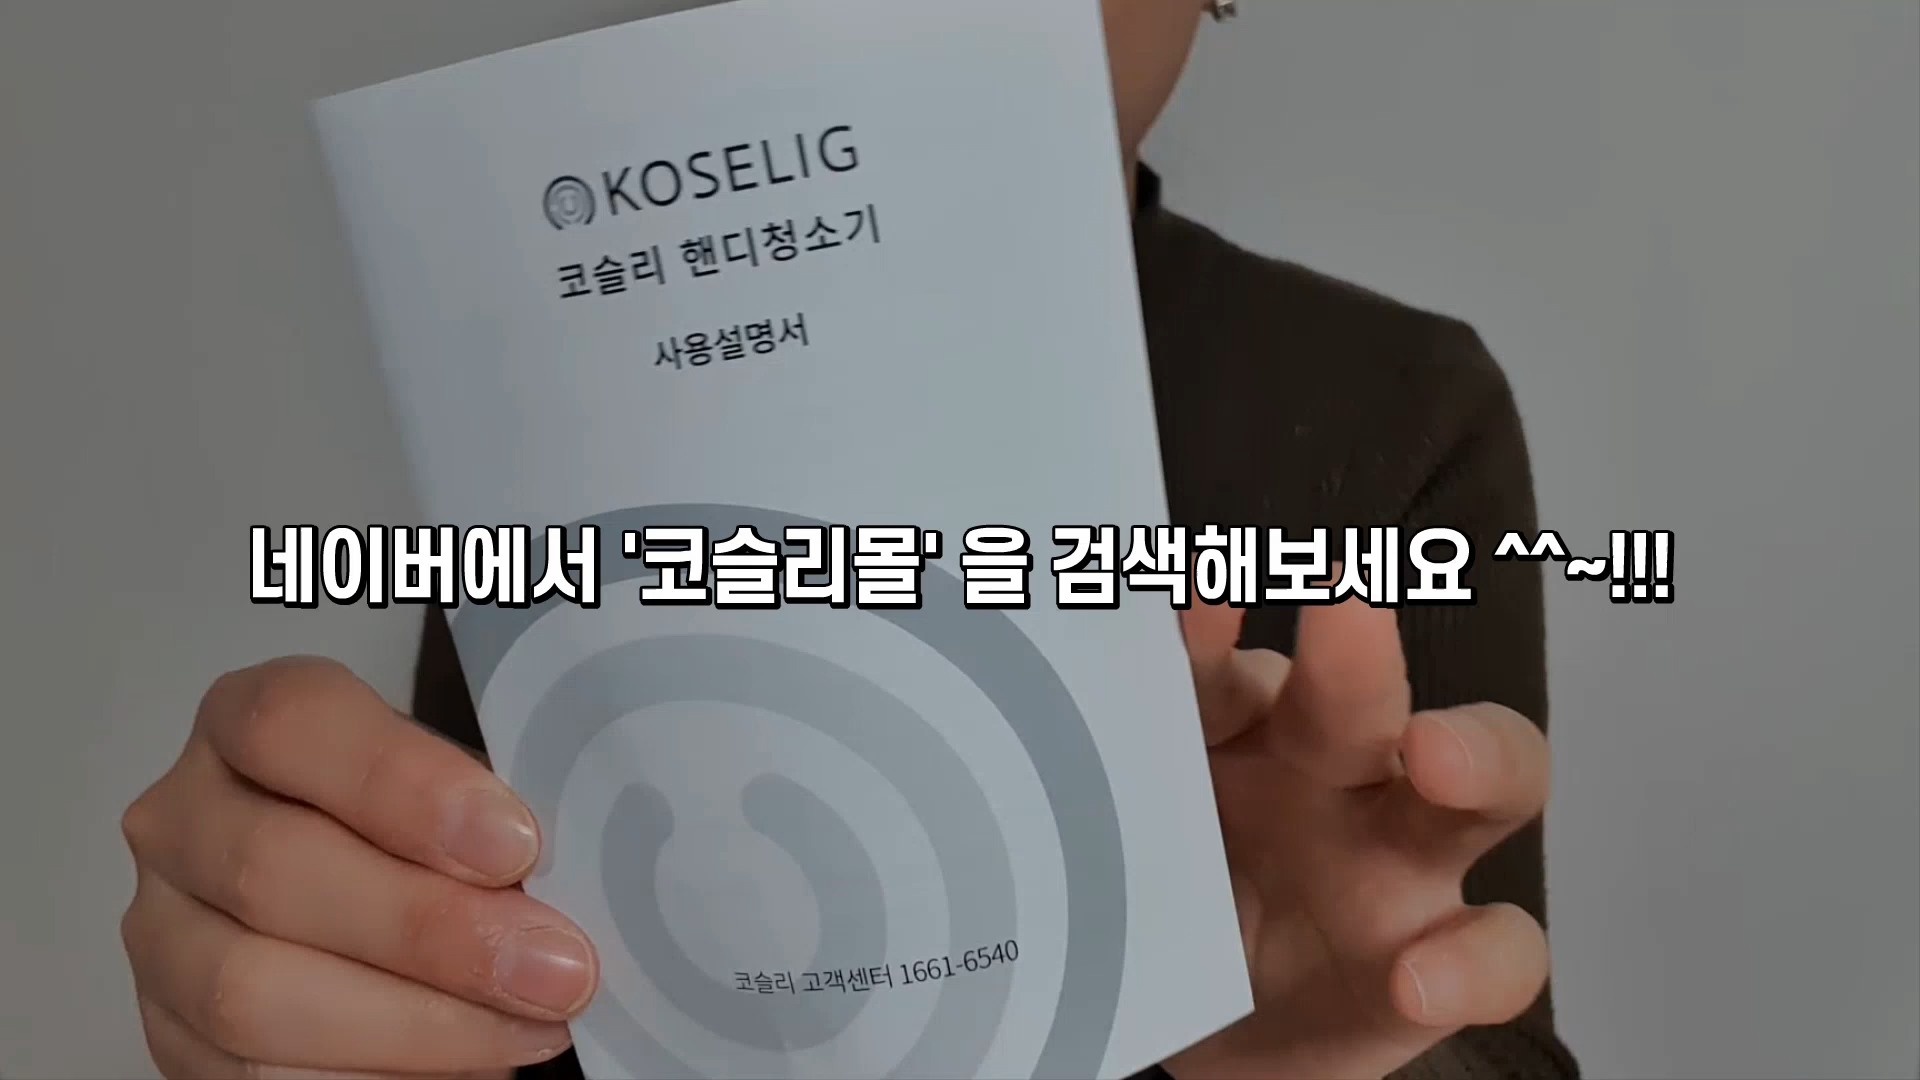 KOSELIG
코슬리 핸디청소기
사용설명서
네이버에서 '코슬리몰' 을 검색해보세요 ^^~!!!
코슬리 고객센터 1661-6540